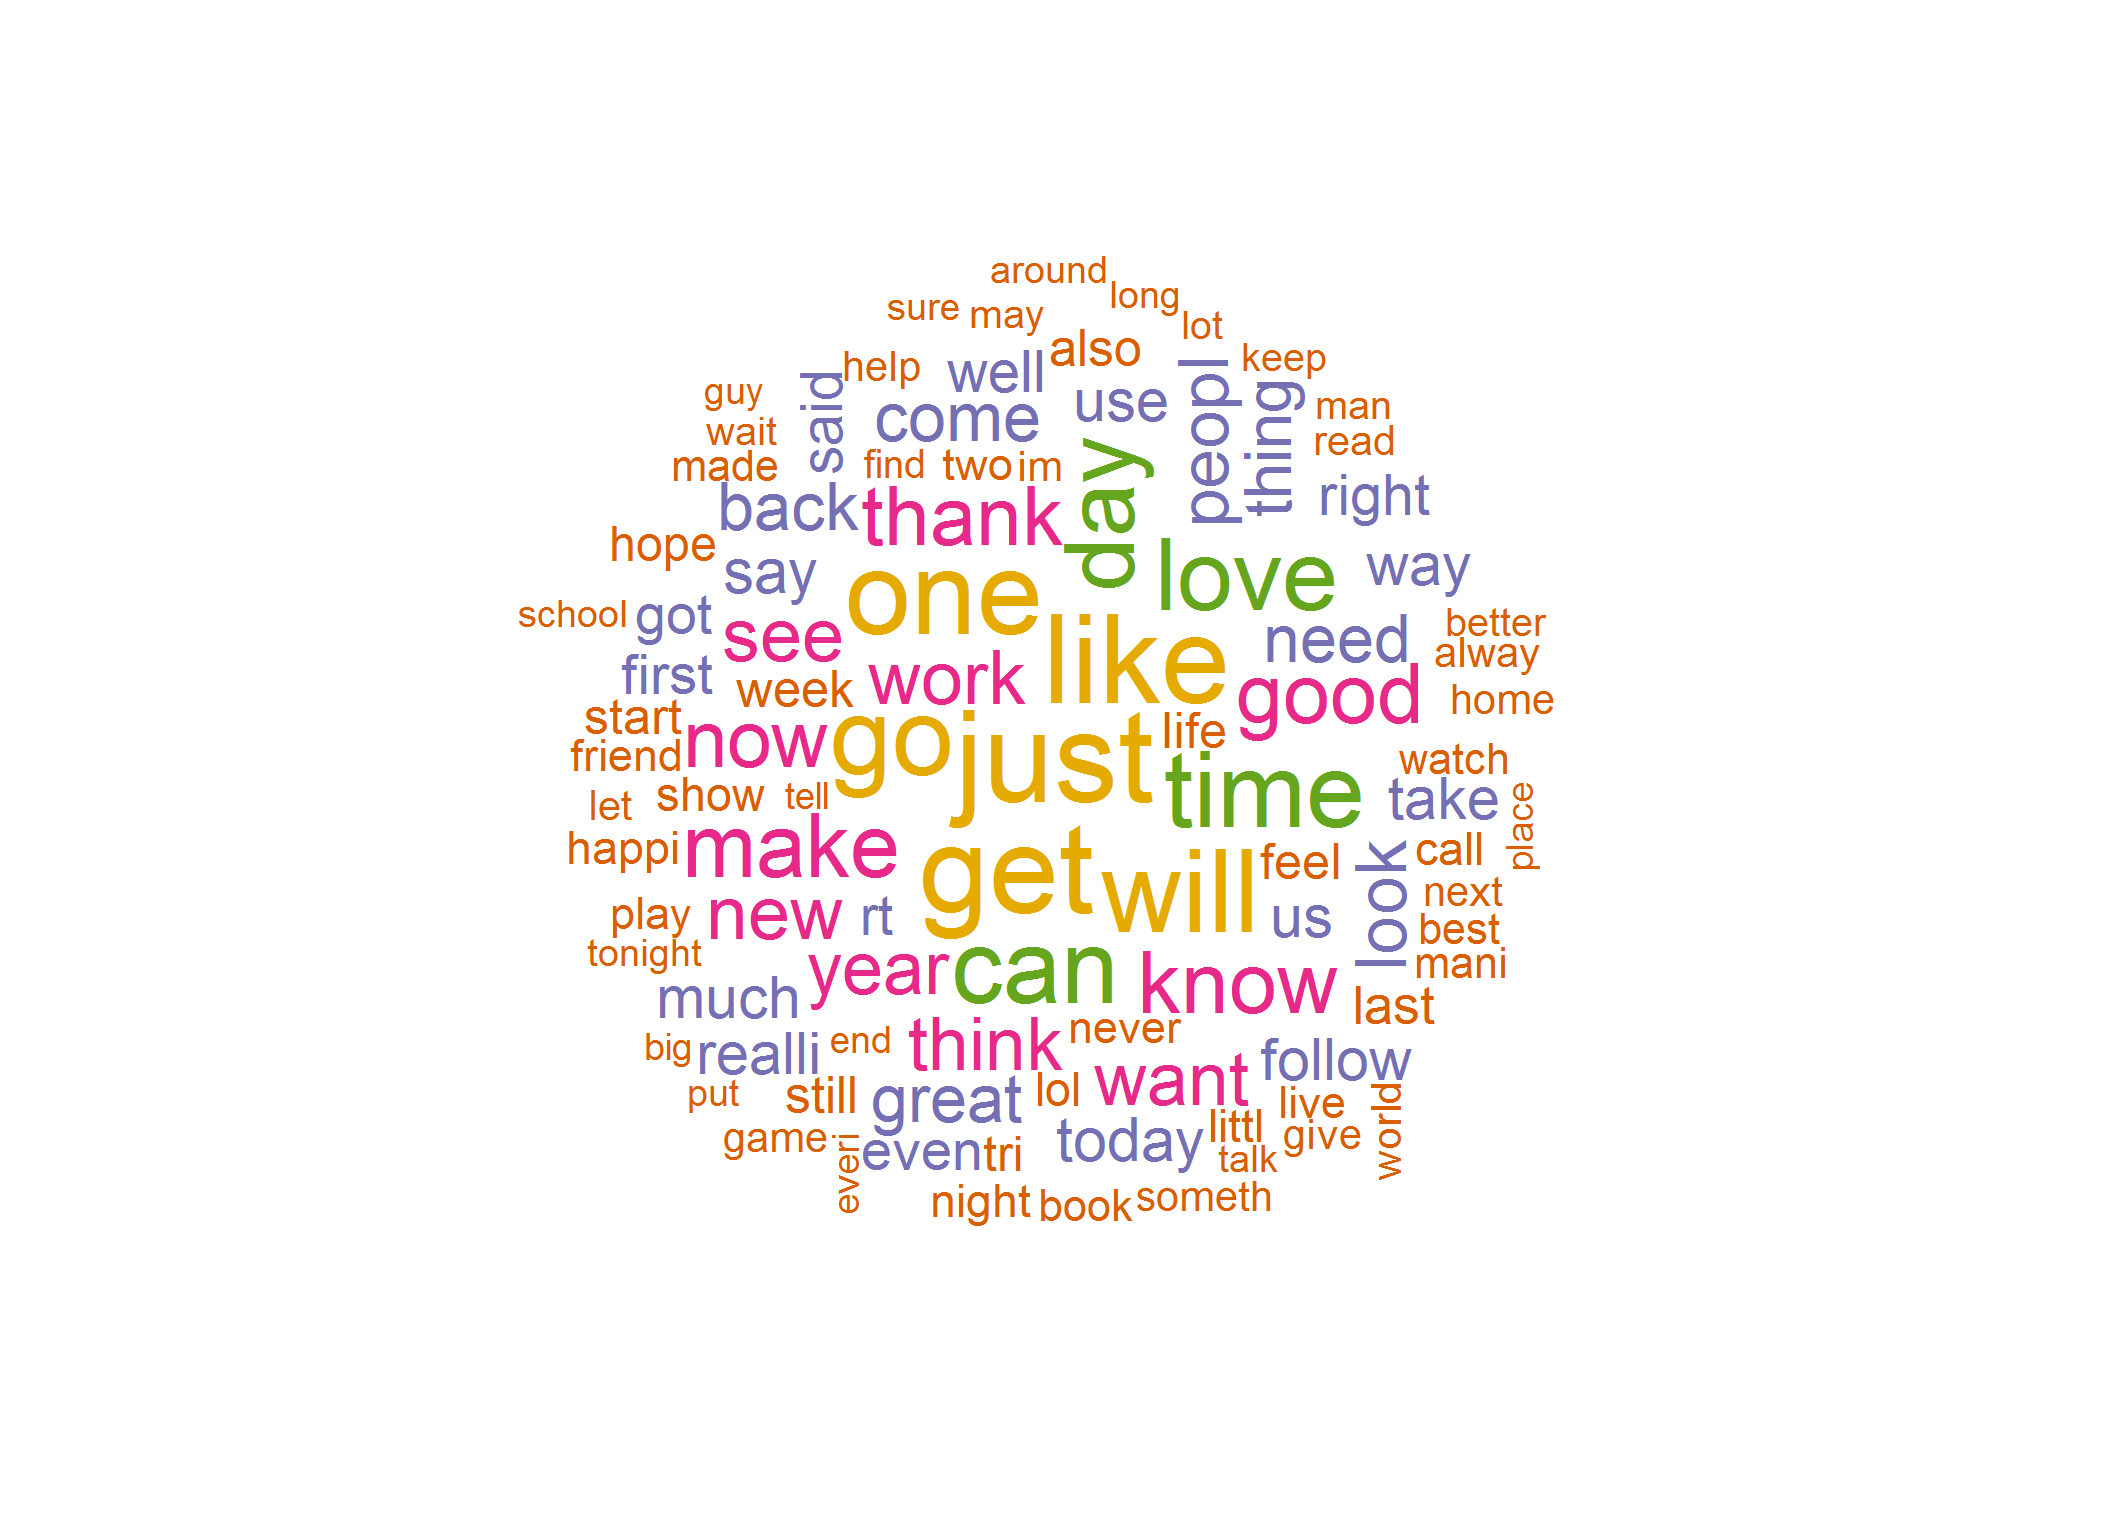 around
long
sure
may
lot
also
keep
help
well
peopl
said
guy
use
thing
man
come
wait
read
made
find
two
im
day
back
thank
right
hope
say
one
love
way
school
got
see
like
need
better
alway
first
week
work
good
home
start
now
go
just
life
friend
watch
let
show
tell
time
take
place
happi
make
get
will
feel
look
call
next
play
new
rt
us
best
tonight
mani
year
can
know
much
last
big
realli
end
think
never
follow
put
still
great
lol
want
live
world
game
everi
even
tri
today
littl
give
talk
night
book
someth